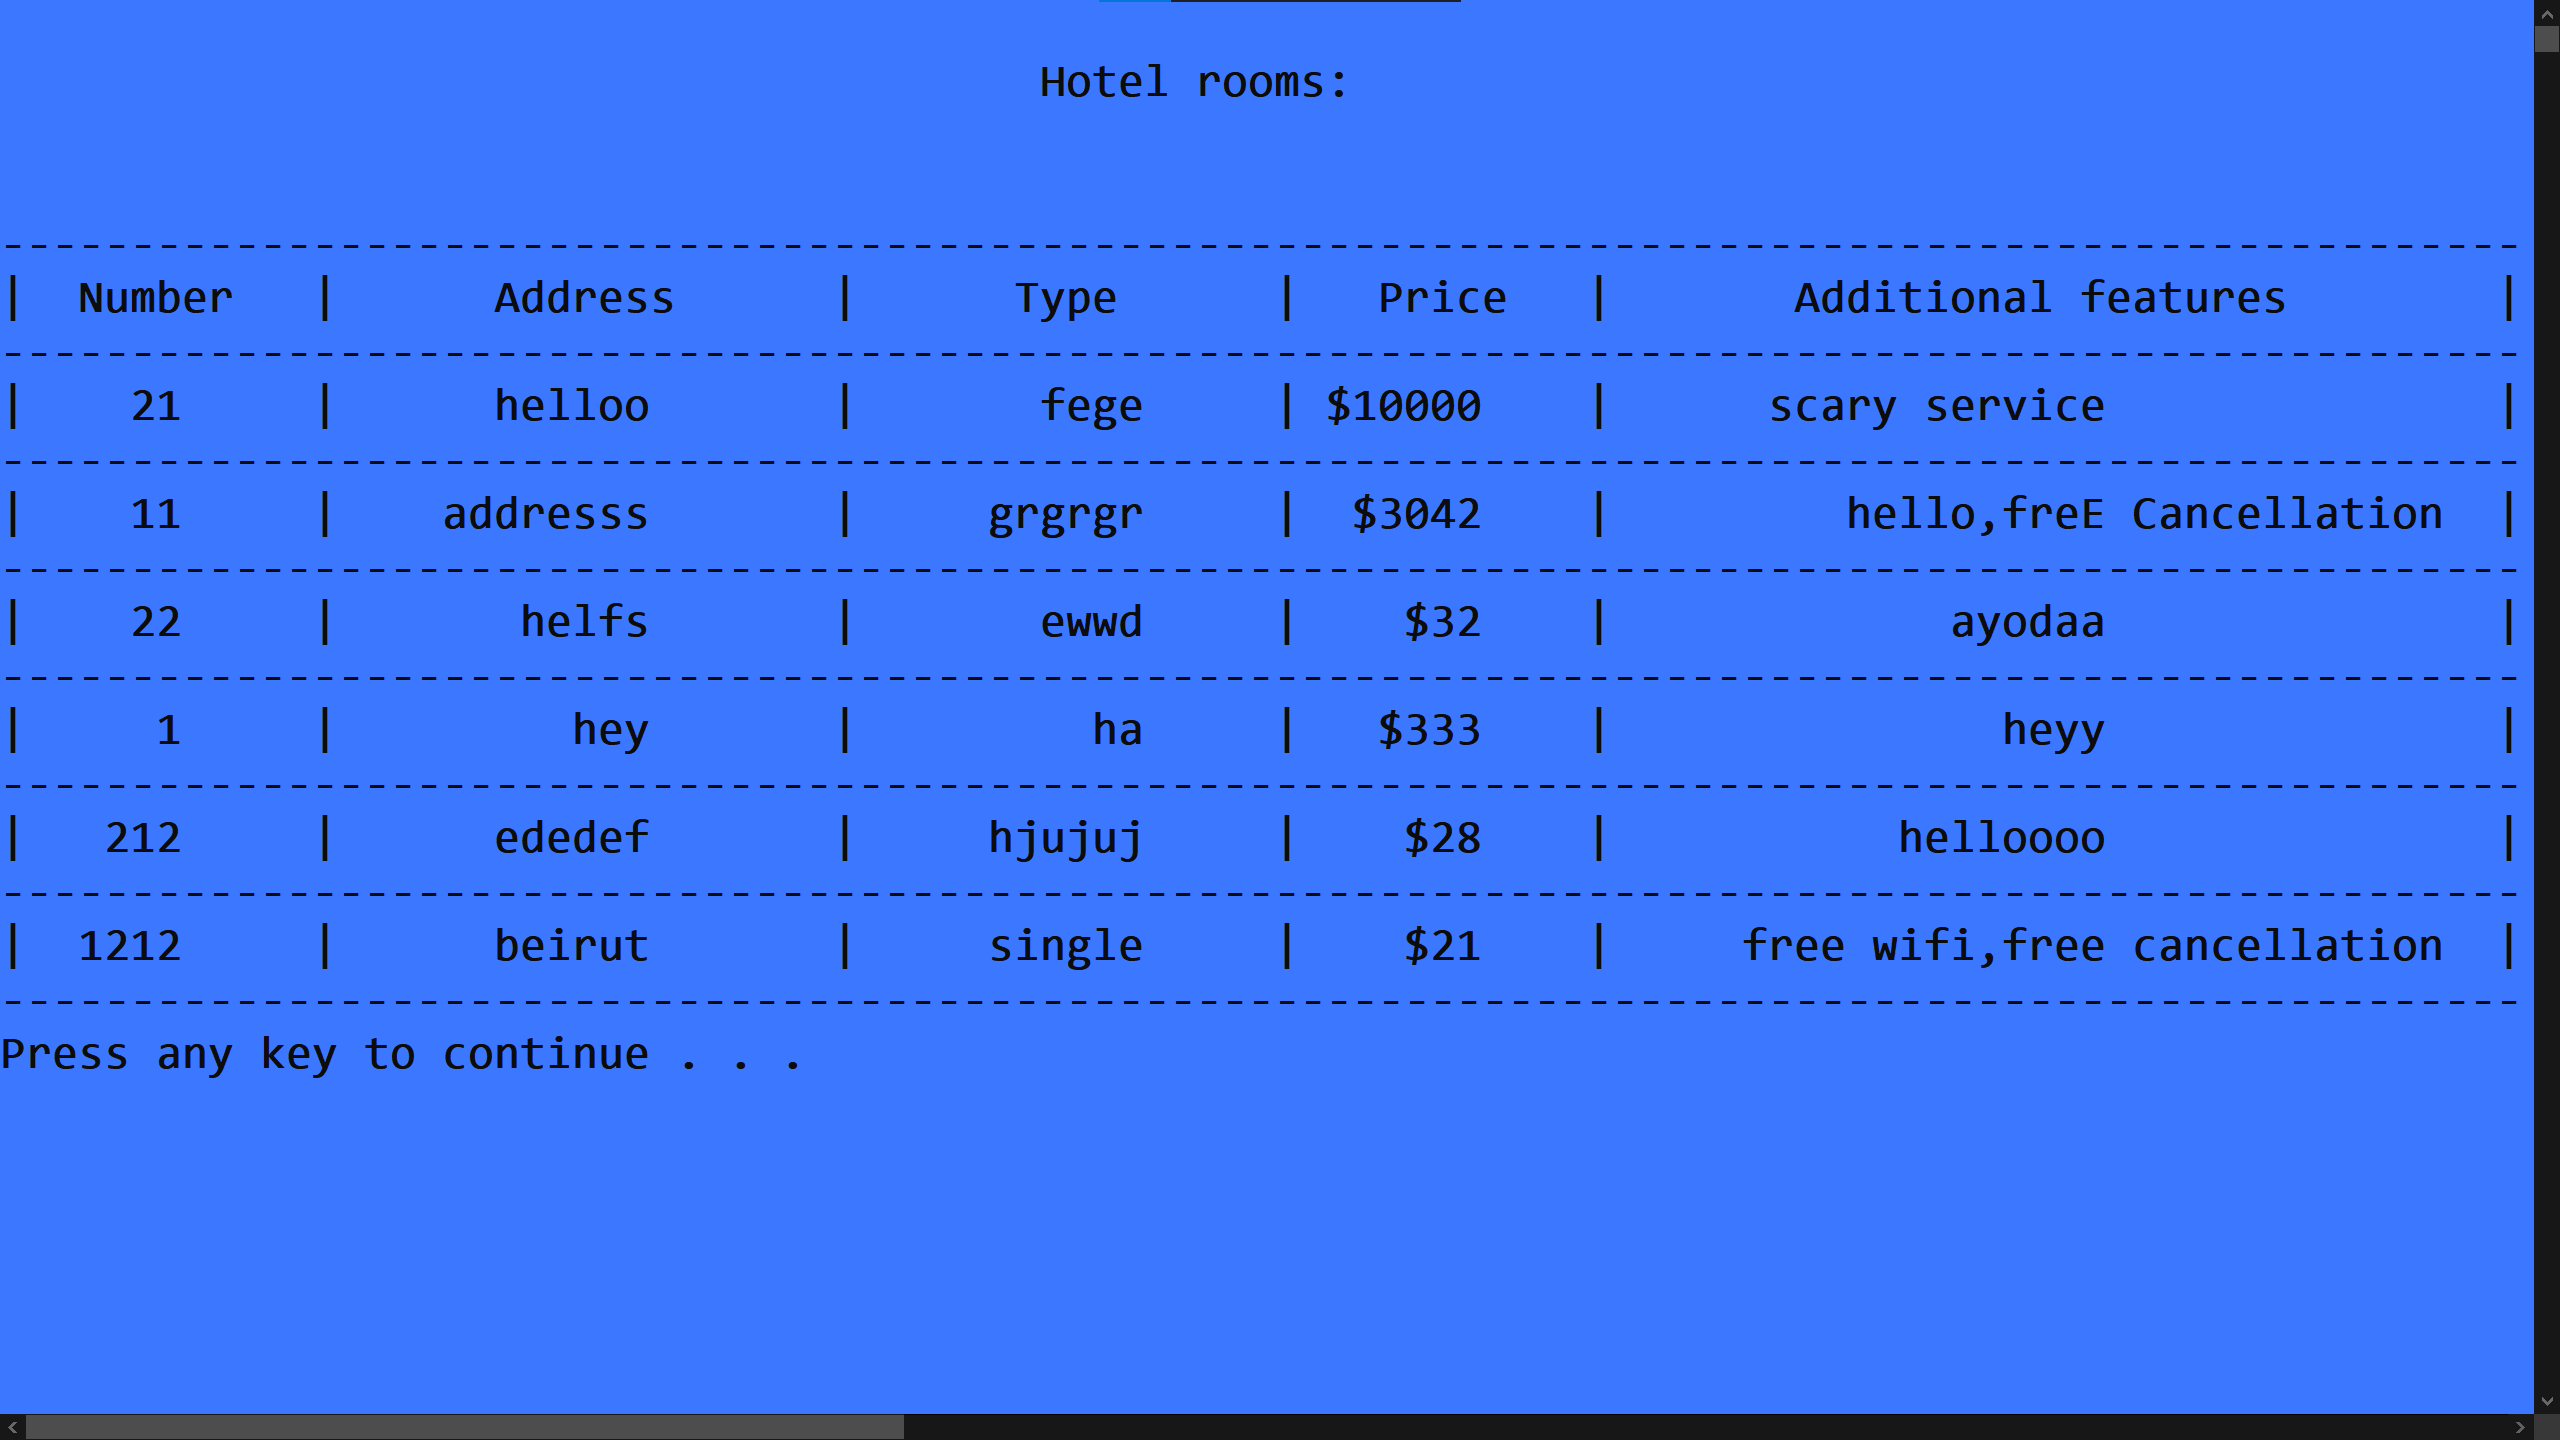 Hotel rooms:
-------------------------------------------------------------------------------------------------
|  Number   |      Address      |      Type      |   Price   |       Additional features        |
-------------------------------------------------------------------------------------------------
|    21     |      helloo       |       fege     | $10000    |      scary service               |
-------------------------------------------------------------------------------------------------
|    11     |    addresss       |     grgrgr     |  $3042    |         hello,freE Cancellation  |
-------------------------------------------------------------------------------------------------
|    22     |       helfs       |       ewwd     |    $32    |             ayodaa               |
-------------------------------------------------------------------------------------------------
|     1     |         hey       |         ha     |   $333    |               heyy               |
-------------------------------------------------------------------------------------------------
|   212     |      ededef       |     hjujuj     |    $28    |           helloooo               |
-------------------------------------------------------------------------------------------------
|  1212     |      beirut       |     single     |    $21    |     free wifi,free cancellation  |
-------------------------------------------------------------------------------------------------
Press any key to continue . . .